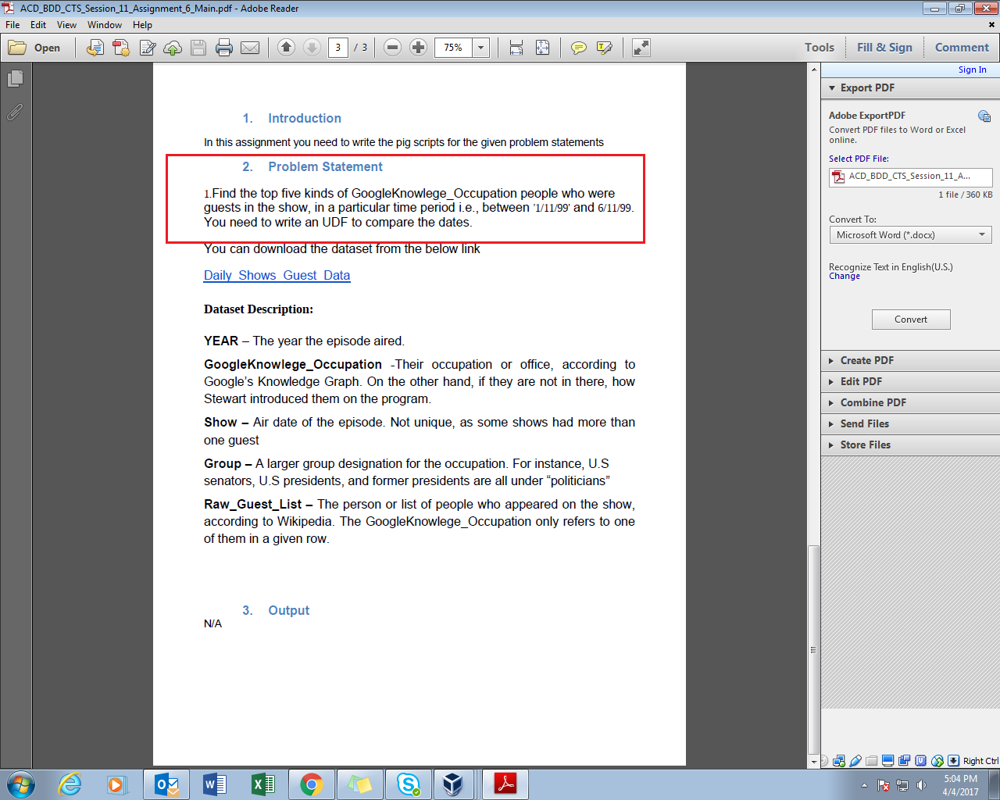 ACD_BDD_CTS_Session_11_Assignment_6_Main.pdf - Adobe Reader
File Edit View Window Help
Open 3 / 3 75% Tools Fill & Sign Comment
Sign In
Export PDF
Adobe ExportPDF
Convert PDF files to Word or Excel
online.
Select PDF File:
ACD_BDD_CTS_Session_11_A...
1 file / 360 KB
Convert To:
Microsoft Word (*.docx)
Recognize Text in English(U.S.)
Change
Convert
Create PDF
Edit PDF
Combine PDF
Send Files
Store Files
1. Introduction
In this assignment you need to write the pig scripts for the given problem statements
2. Problem Statement
1.Find the top five kinds of GoogleKnowlege_Occupation people who were
guests in the show, in a particular time period i.e., between '1/11/99' and 6/11/99.
You need to write an UDF to compare the dates.
You can download the dataset from the below link
Daily_Shows_Guest_Data
Dataset Description:
YEAR – The year the episode aired.
GoogleKnowlege_Occupation -Their occupation or office, according to
Google's Knowledge Graph. On the other hand, if they are not in there, how
Stewart introduced them on the program.
Show – Air date of the episode. Not unique, as some shows had more than
one guest
Group – A larger group designation for the occupation. For instance, U.S
senators, U.S presidents, and former presidents are all under “politicians”
Raw_Guest_List – The person or list of people who appeared on the show,
according to Wikipedia. The GoogleKnowlege_Occupation only refers to one
of them in a given row.
3. Output
N/A
Right Ctrl
5:04 PM
4/4/2017